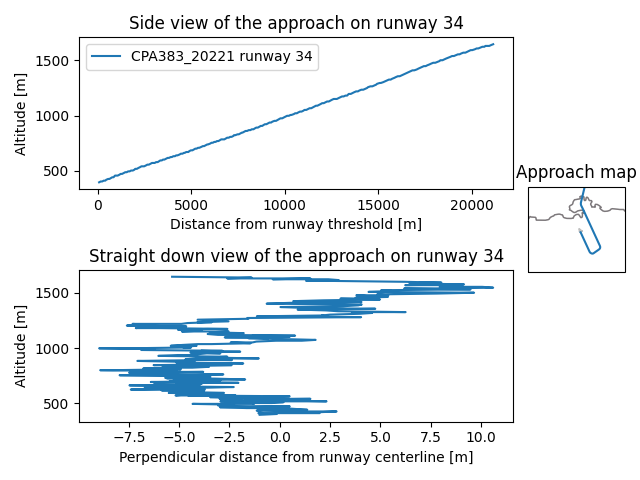 Side view of the approach on runway 34
1500
1000
500
Altitude [m]
CPA383_20221 runway 34
0
5000
10000
15000
20000
Distance from runway threshold [m]
Approach map
Straight down view of the approach on runway 34
1500
1000
500
Altitude [m]
−7.5
−5.0
−2.5
0.0
2.5
5.0
7.5
10.0
Perpendicular distance from runway centerline [m]